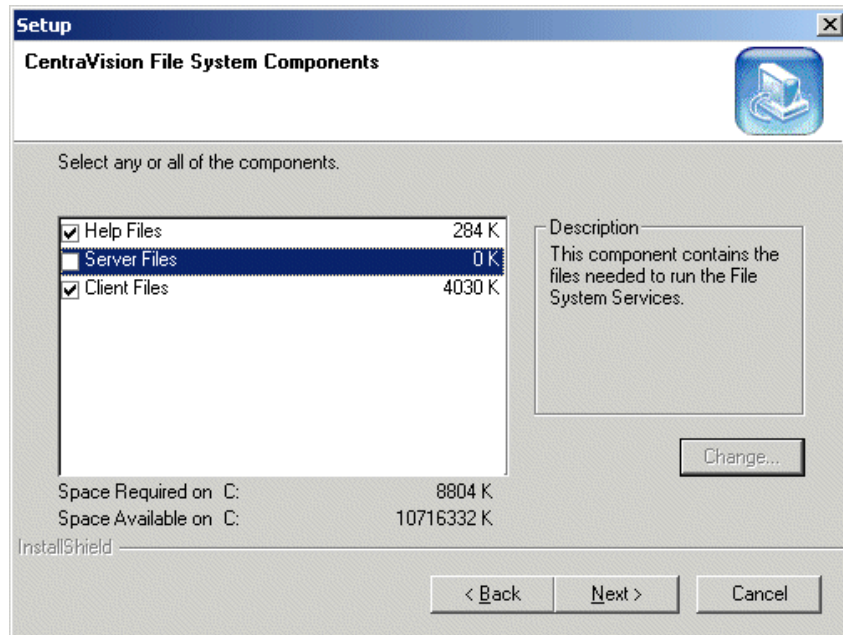 Setup
CentraVision File System Components
Select any or all of the components.
Help Files 284 K
Server Files 0 K
Client Files 4030 K
Description
This component contains the
files needed to run the File
System Services.
Change...
Space Required on C: 8804 K
Space Available on C: 10716332 K
InstallShield
< Back Next > Cancel